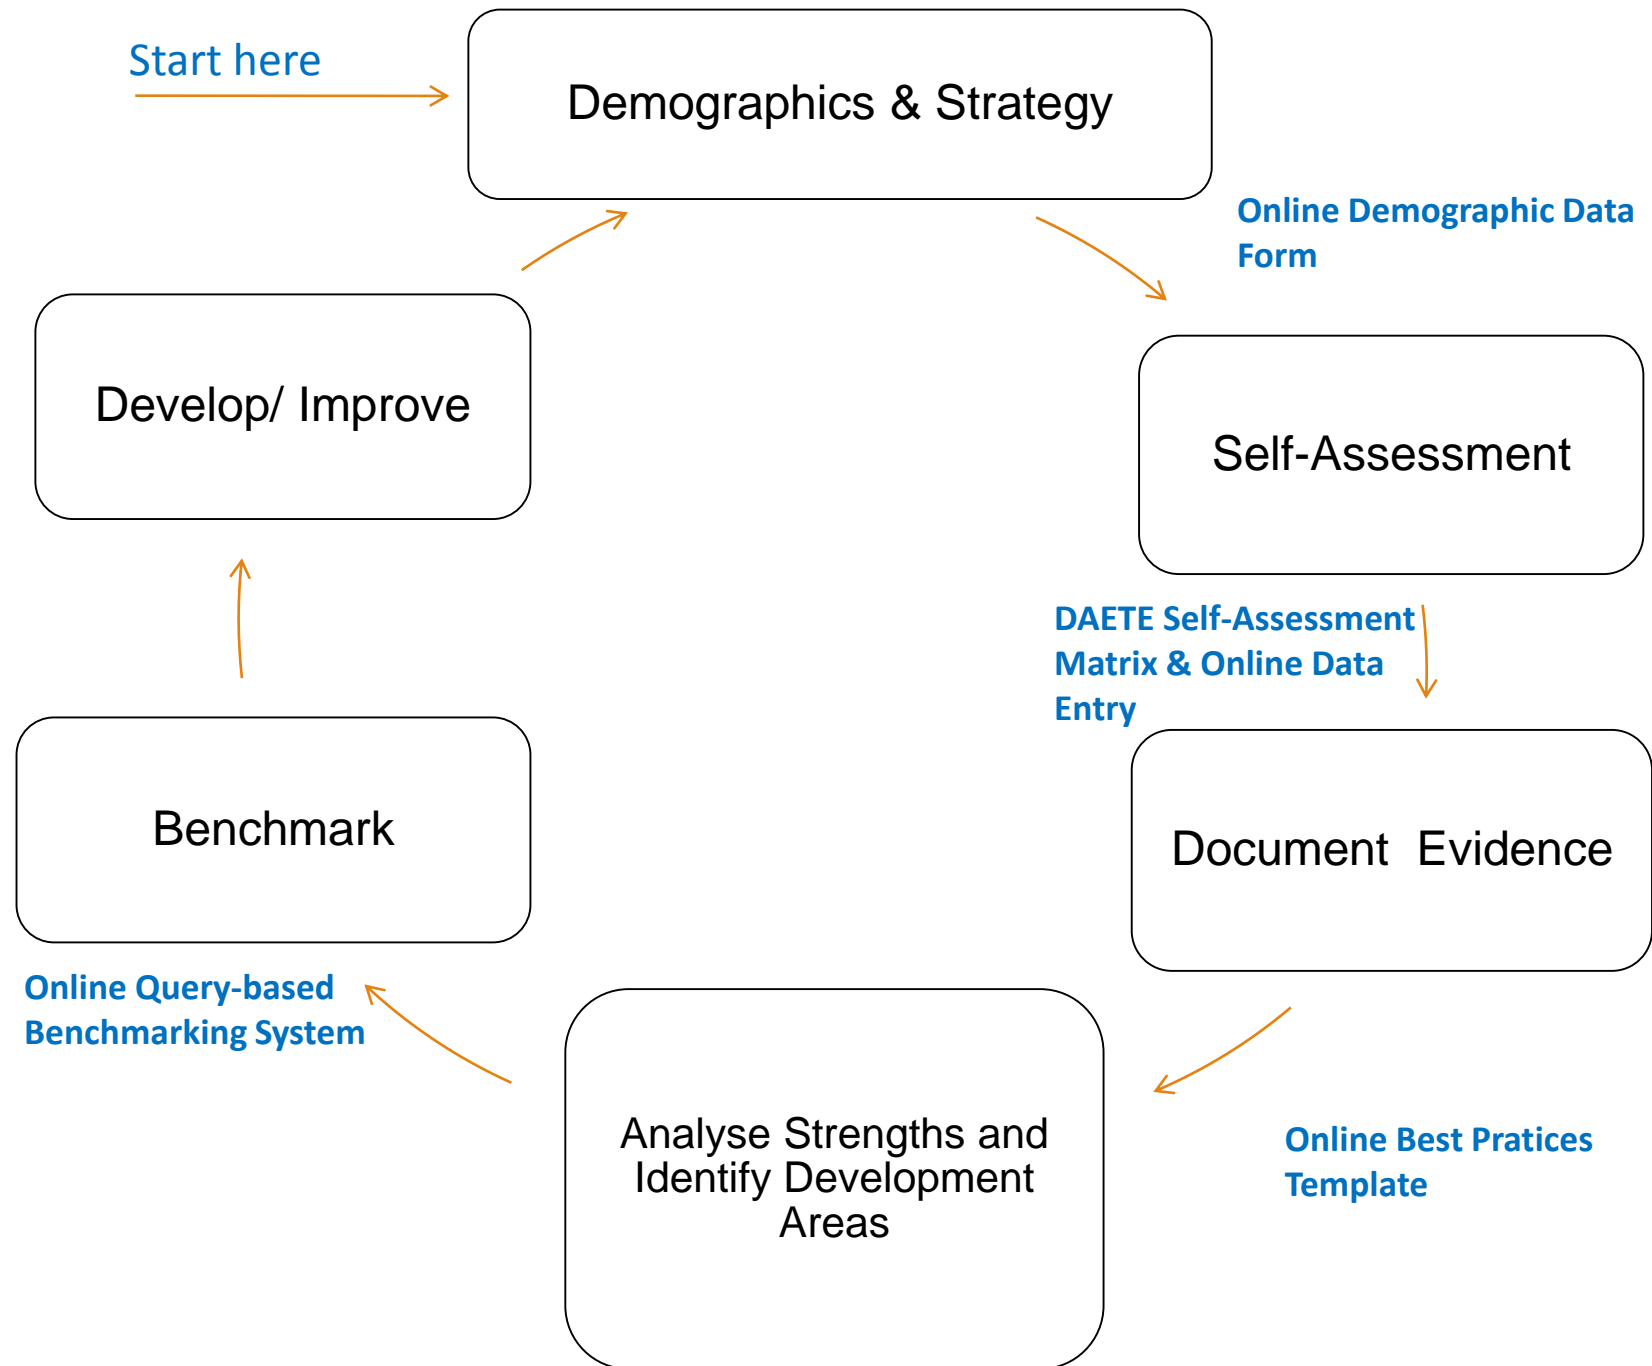 Start here
Demographics & Strategy
Online Demographic Data
Form
Self-Assessment
DAETE Self-Assessment
Matrix & Online Data
Entry
Document Evidence
Online Best Pratices
Template
Analyse Strengths and
Identify Development
Areas
Online Query-based
Benchmarking System
Benchmark
Develop/ Improve